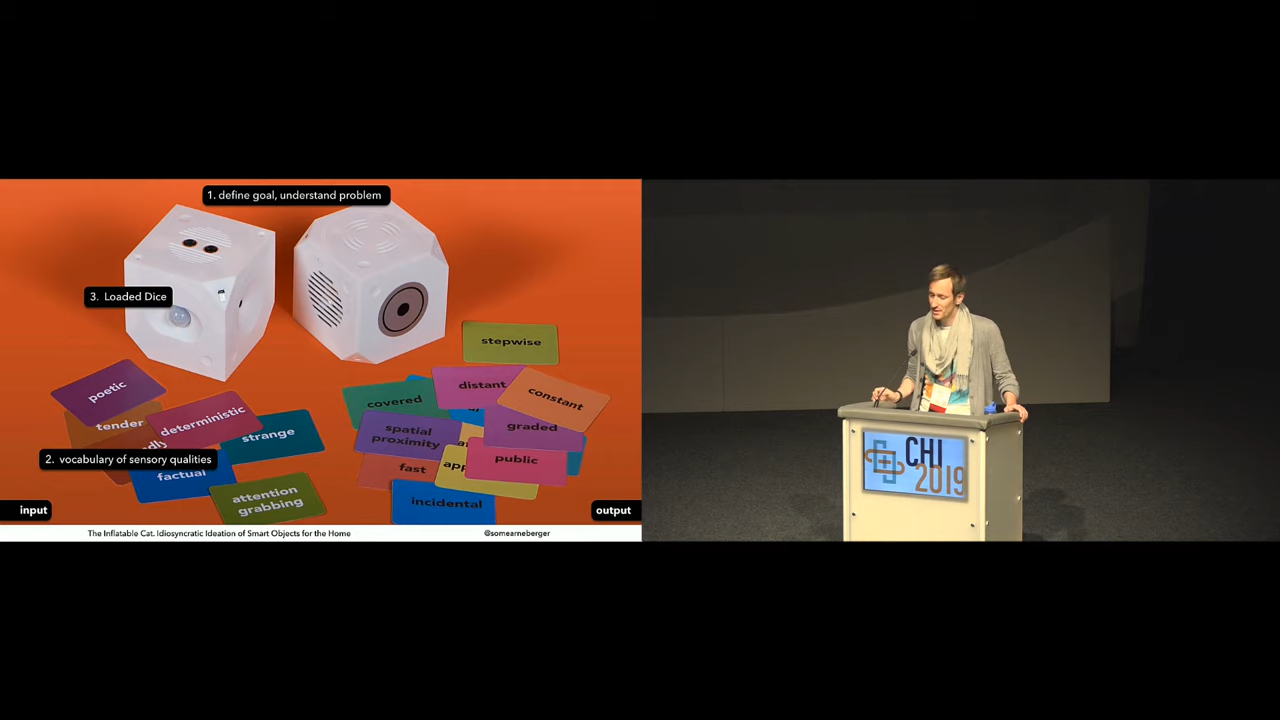 1. define goal, understand problem
3. Loaded Dice
stepwise
poetic
distant
constant
covered
tender
deterministic
graded
strange
spatial
proximity
public
2. vocabulary of sensory qualities
fast
factual
attention
grabbing
incidental
input
output
The Inflatable Cat. Idiosyncratic Ideation of Smart Objects for the Home
@somearneberger
CHI
2019